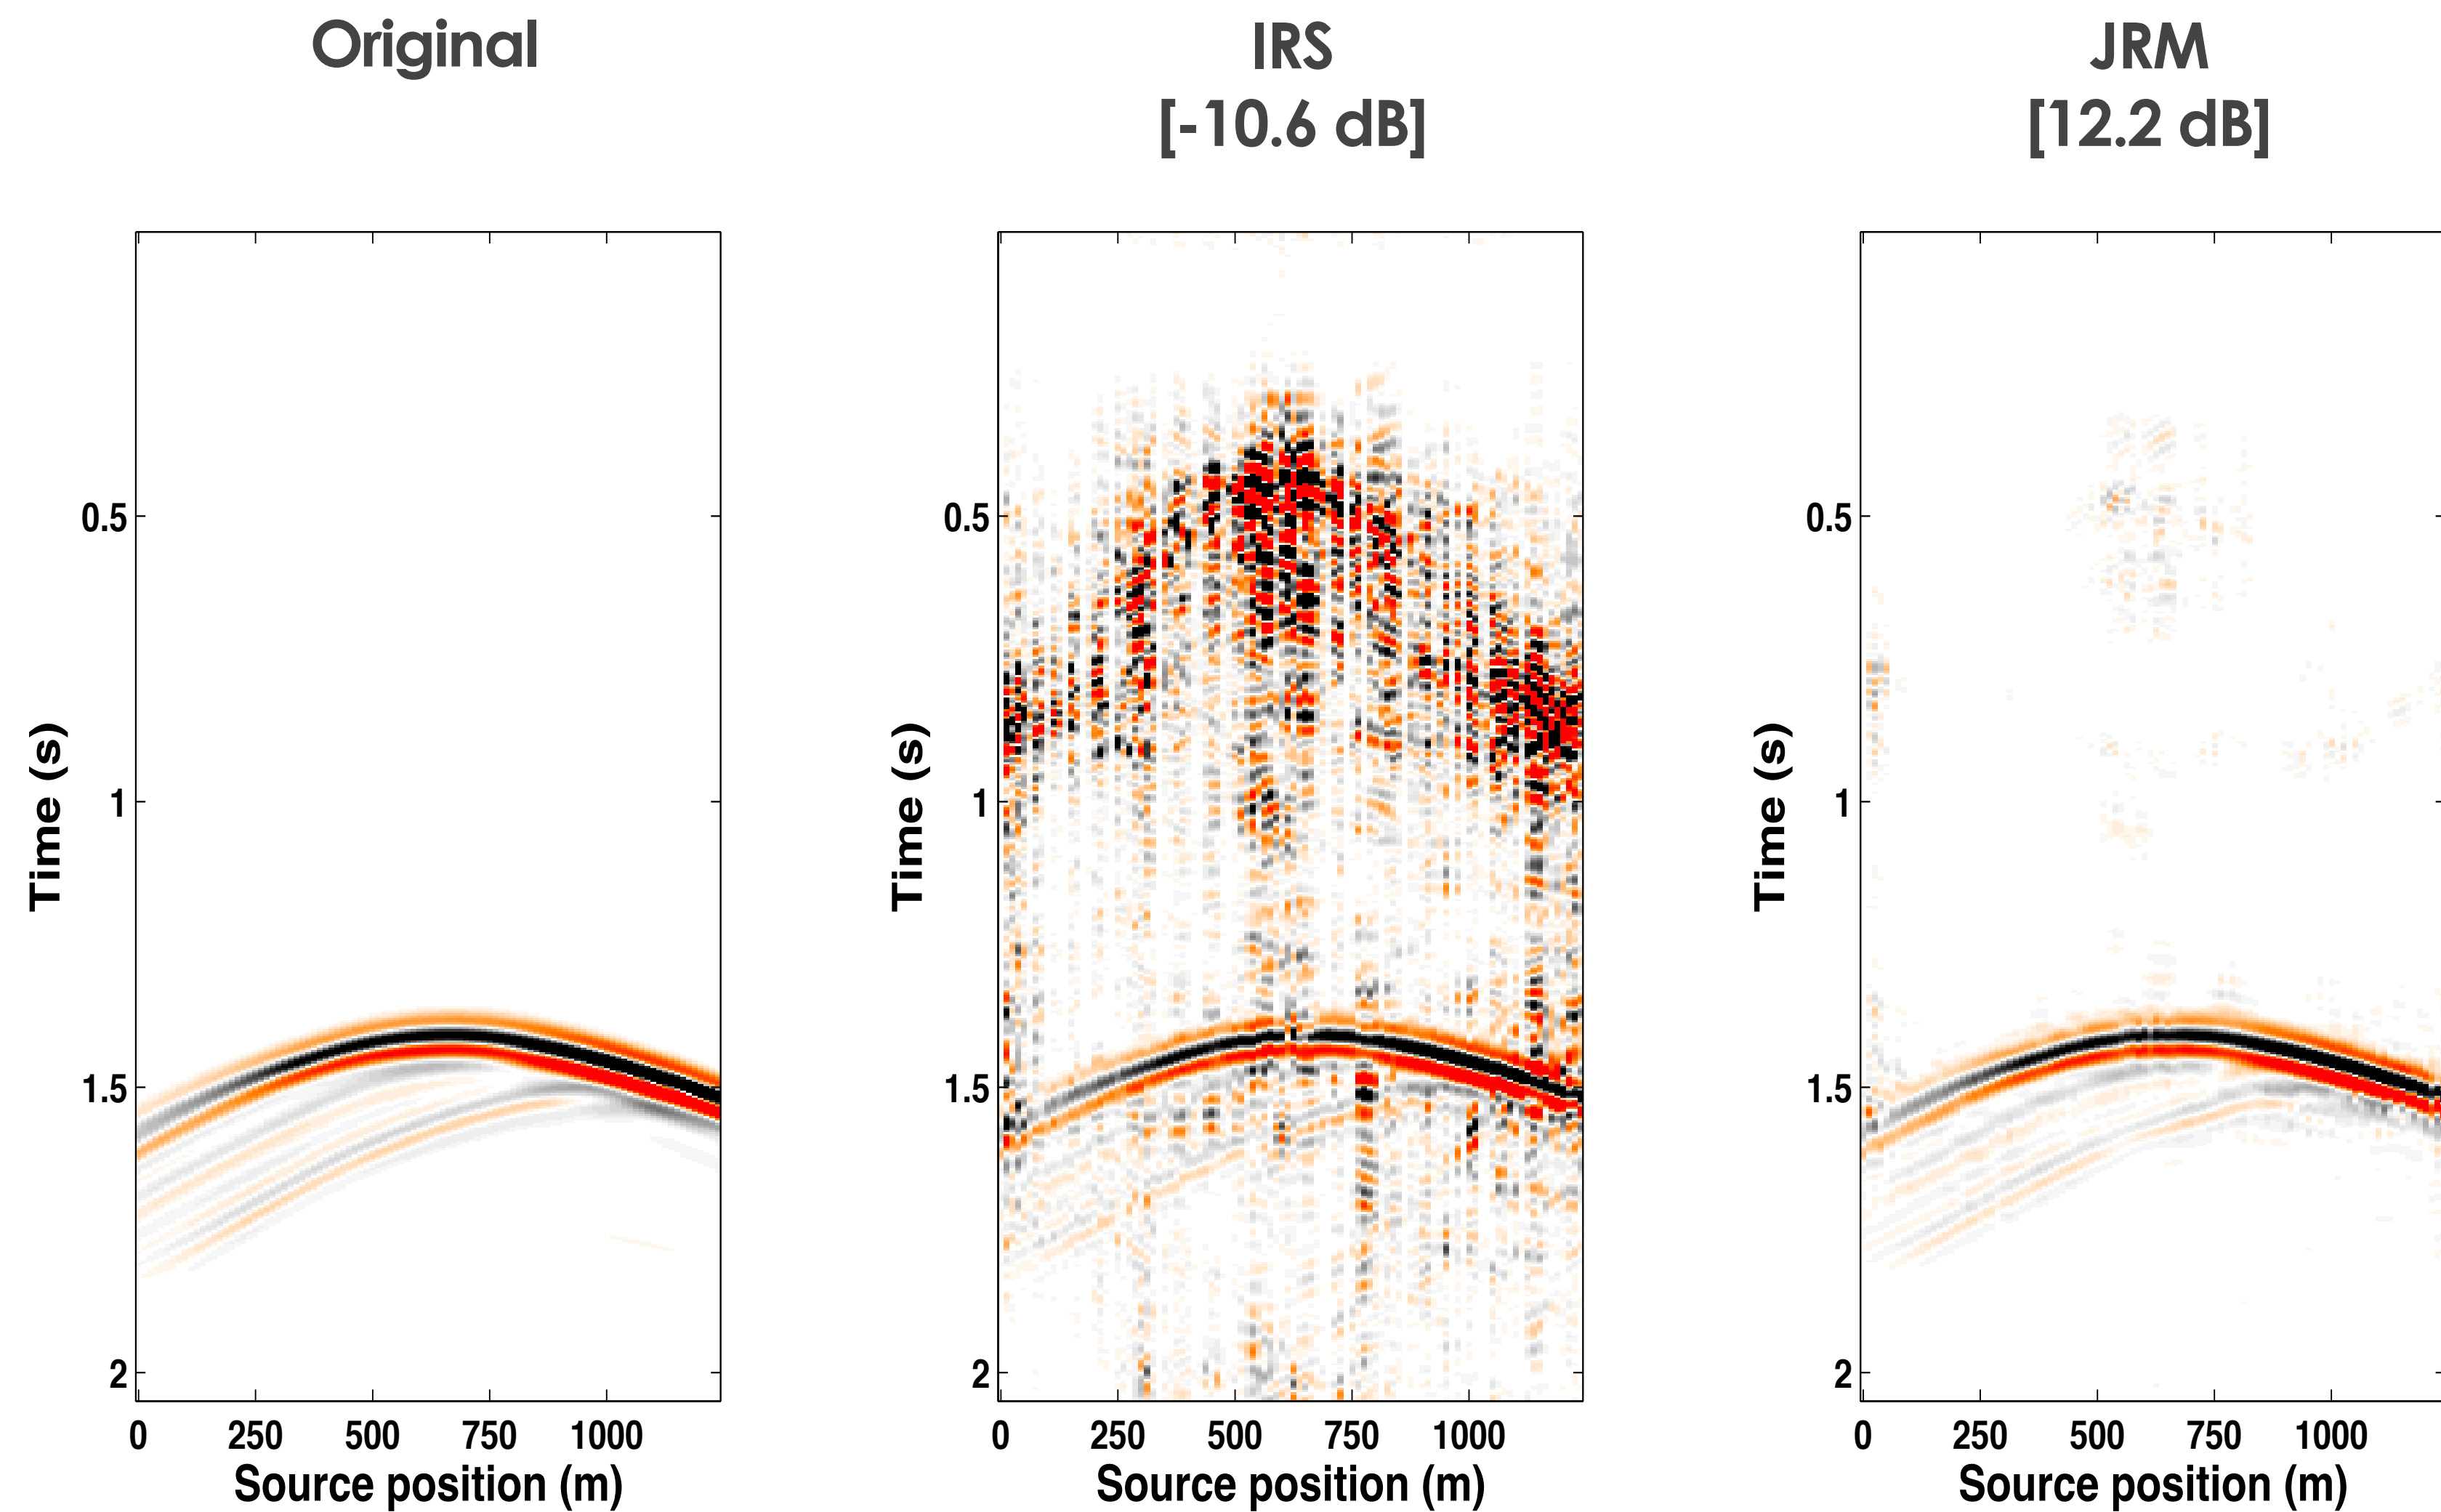 Original
IRS
[-10.6 dB]
JRM
[12.2 dB]
Time (s)
0.5
1
1.5
2
0 250 500 750 1000
Source position (m)
Time (s)
0.5
1
1.5
2
0 250 500 750 1000
Source position (m)
Time (s)
0.5
1
1.5
2
0 250 500 750 1000
Source position (m)